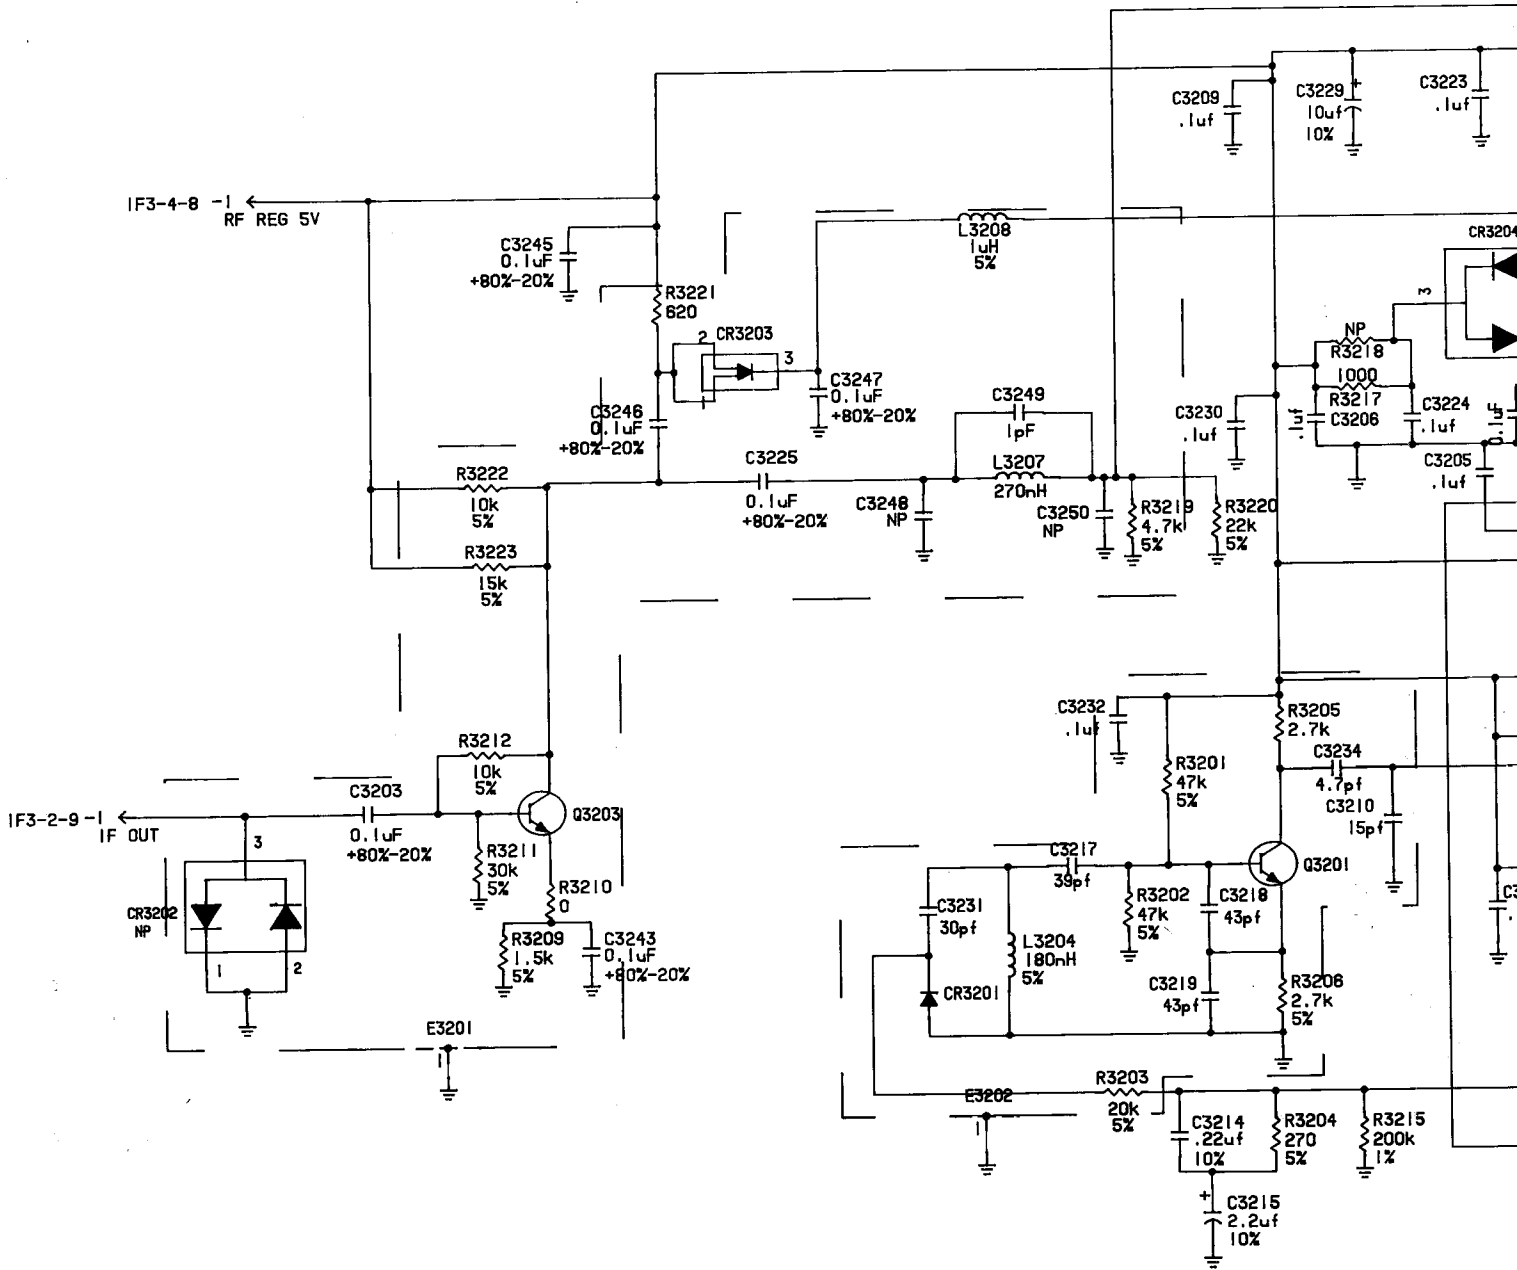 C3209
.1uf
C3229
+
10uf
10%
C3223
.1uf
IF3-4-8 -1
RF REG 5V
C3245
0.1uF
+80%-20%
L3208
1uH
5%
CR3204
3
R3221
620
CR3203
2
3
1
C3247
0.1uF
+80%-20%
C3246
0.1uF
+80%-20%
C3249
1pF
L3207
270nH
C3230
.1uf
NP
R3218
1000
R3217
C3206
.1uf
C3224
.1uf
C3205
.1uf
R3222
10k
5%
C3225
0.1uF
+80%-20%
C3248
NP
C3250
NP
R3219
4.7k
5%
R3220
22k
5%
R3223
15k
5%
C3232
.1uf
R3205
2.7k
R3201
47k
5%
C3234
4.7pf
C3210
15pf
R3212
10k
5%
IF3-2-9 -1
IF OUT
C3203
0.1uF
+80%-20%
Q3203
3
R3211
30k
5%
R3210
0
CR3202
NP
1
2
R3209
1.5k
5%
C3243
0.1uF
+80%-20%
E3201
1
C3217
39pf
Q3201
C3231
30pf
R3202
47k
5%
C3218
43pf
L3204
180nH
5%
CR3201
C3219
43pf
R3206
2.7k
5%
E3202
1
R3203
20k
5%
C3214
.22uf
10%
R3204
270
5%
R3215
200k
1%
+
C3215
2.2uf
10%